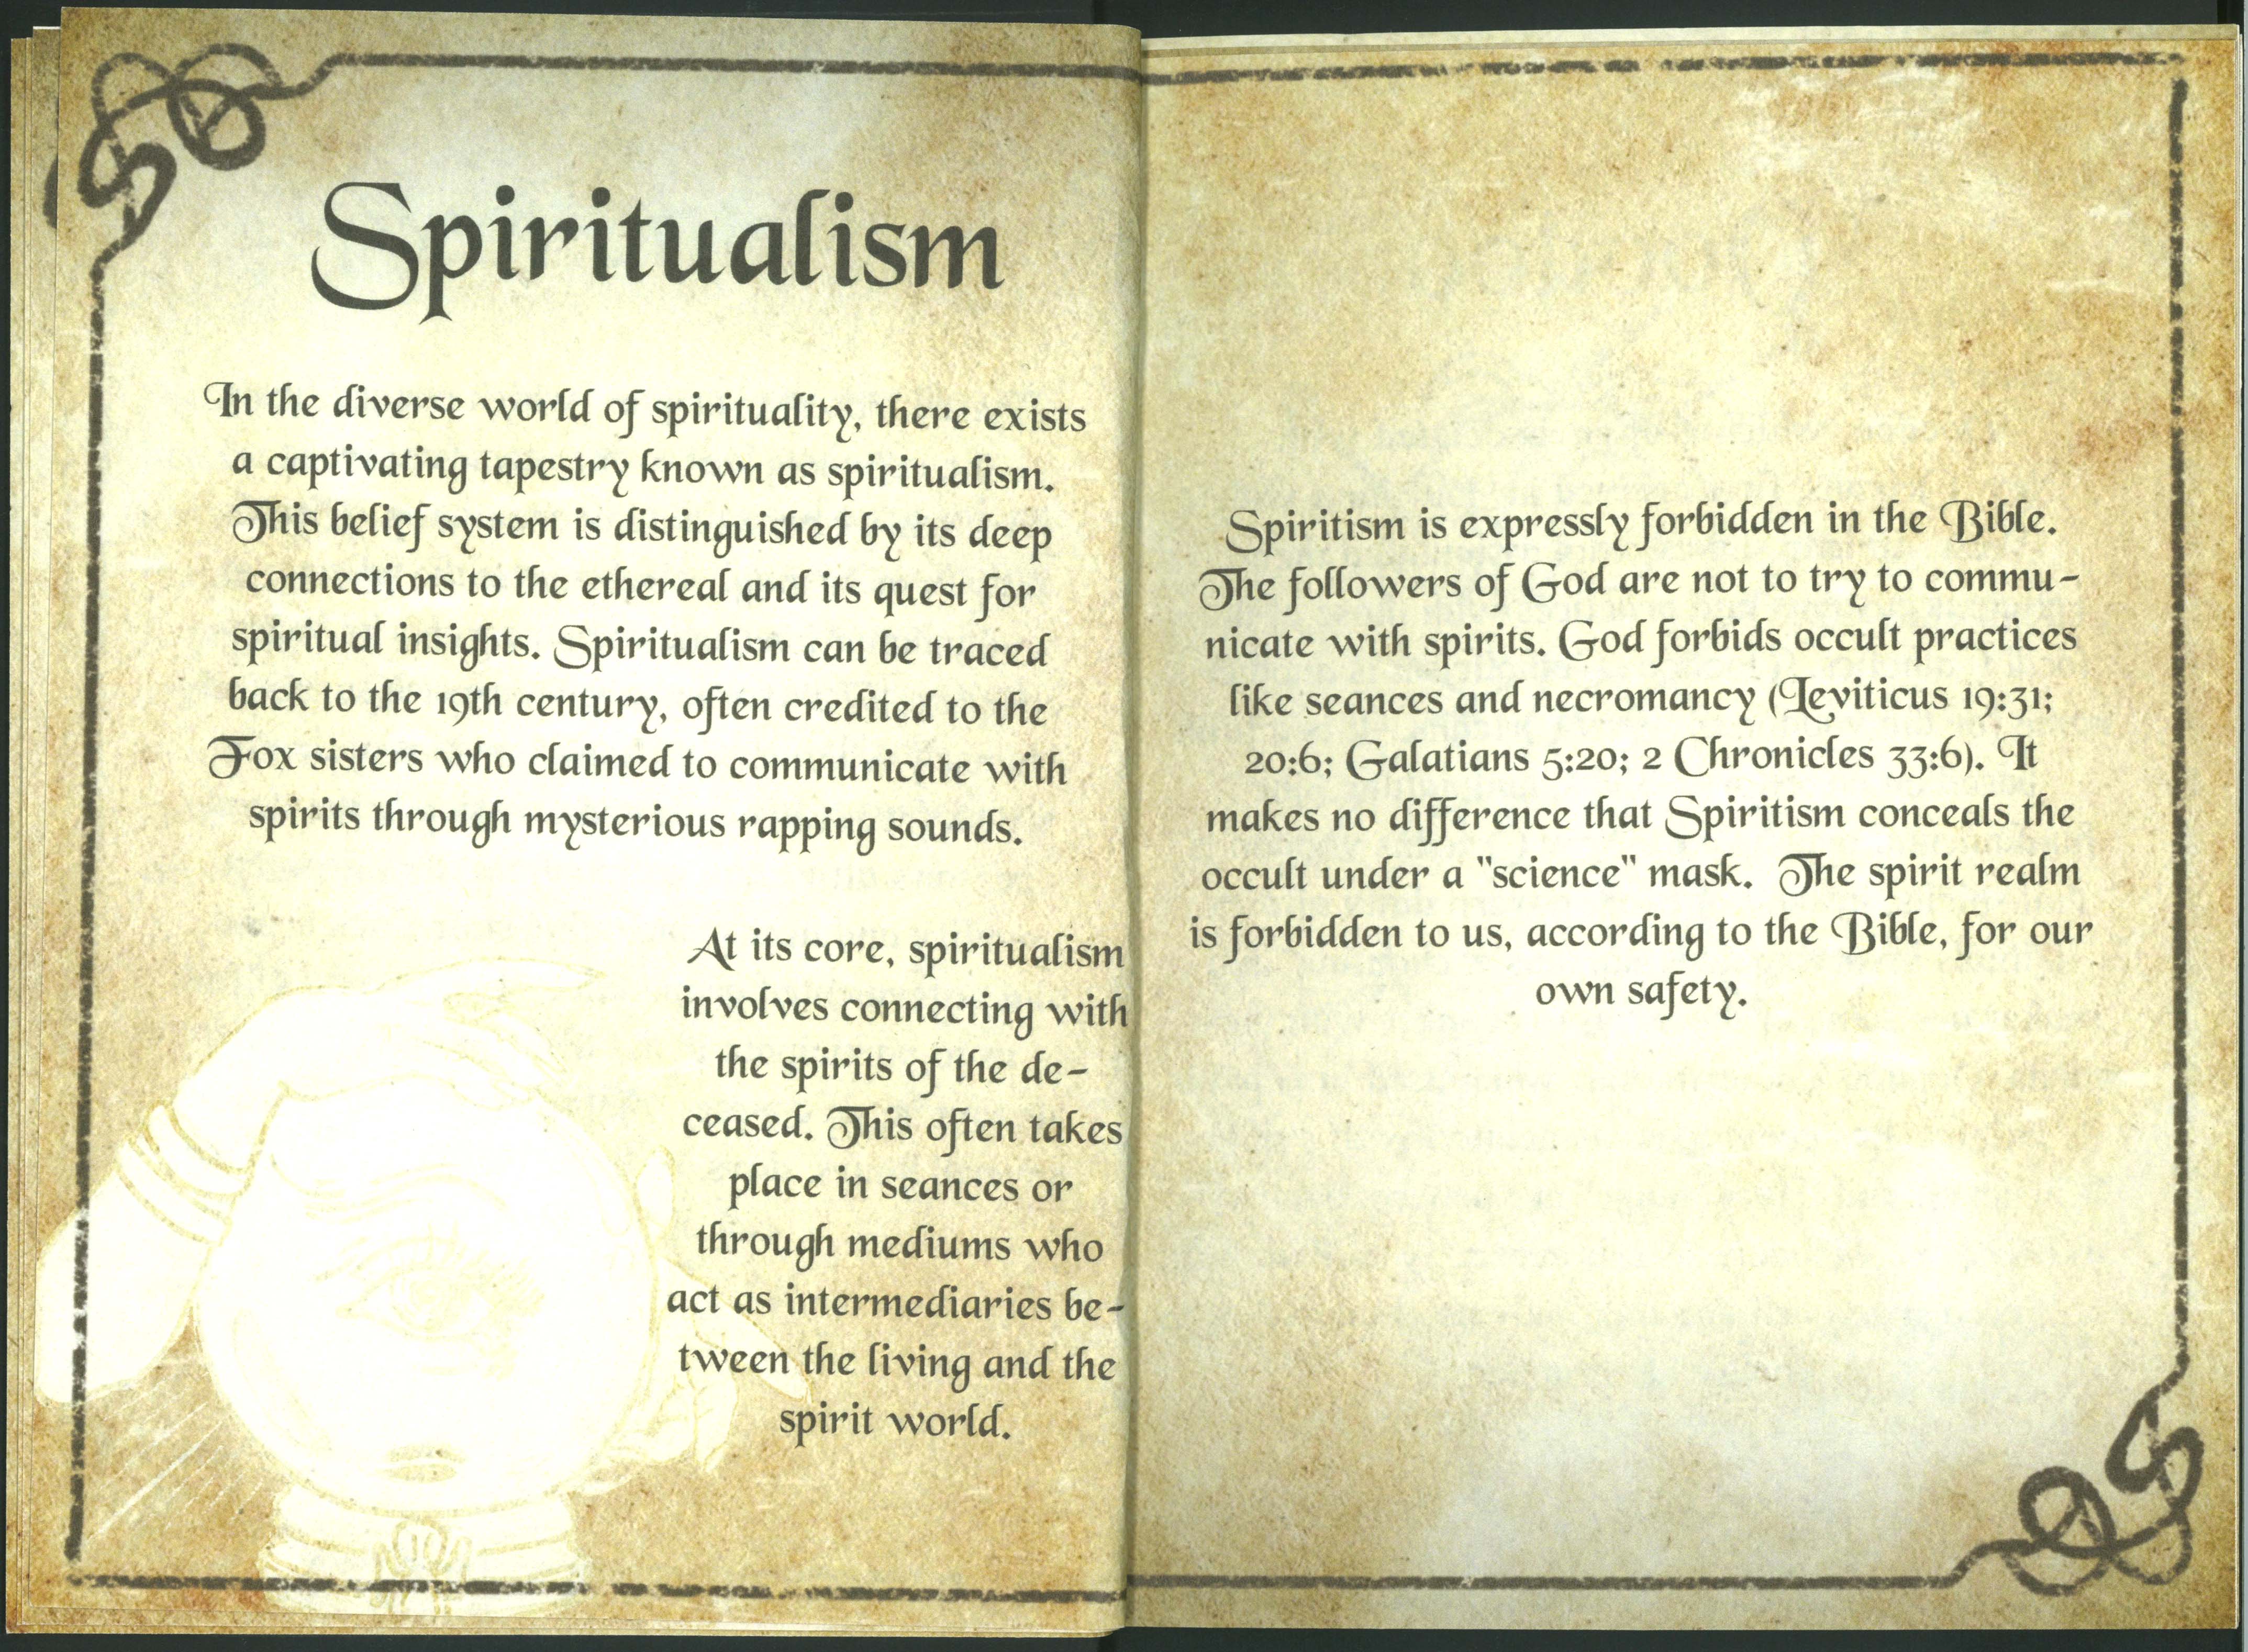 Spiritualism
In the diverse world of spirituality, there exists
a captivating tapestry known as spiritualism.
This belief system is distinguished by its deep
connections to the ethereal and its quest for
spiritual insights. Spiritualism can be traced
back to the 19th century, often credited to the
Fox sisters who claimed to communicate with
spirits through mysterious rapping sounds.
At its core, spiritualism
involves connecting with
the spirits of the de-
ceased. This often takes
place in seances or
through mediums who
act as intermediaries be-
tween the living and the
spirit world.
Spiritism is expressly forbidden in the Bible.
The followers of God are not to try to commu-
nicate with spirits. God forbids occult practices
like seances and necromancy (Leviticus 19:31;
20:6; Galatians 5:20; 2 Chronicles 33:6). It
makes no difference that Spiritism conceals the
occult under a "science" mask.  The spirit realm
is forbidden to us, according to the Bible, for our
own safety.